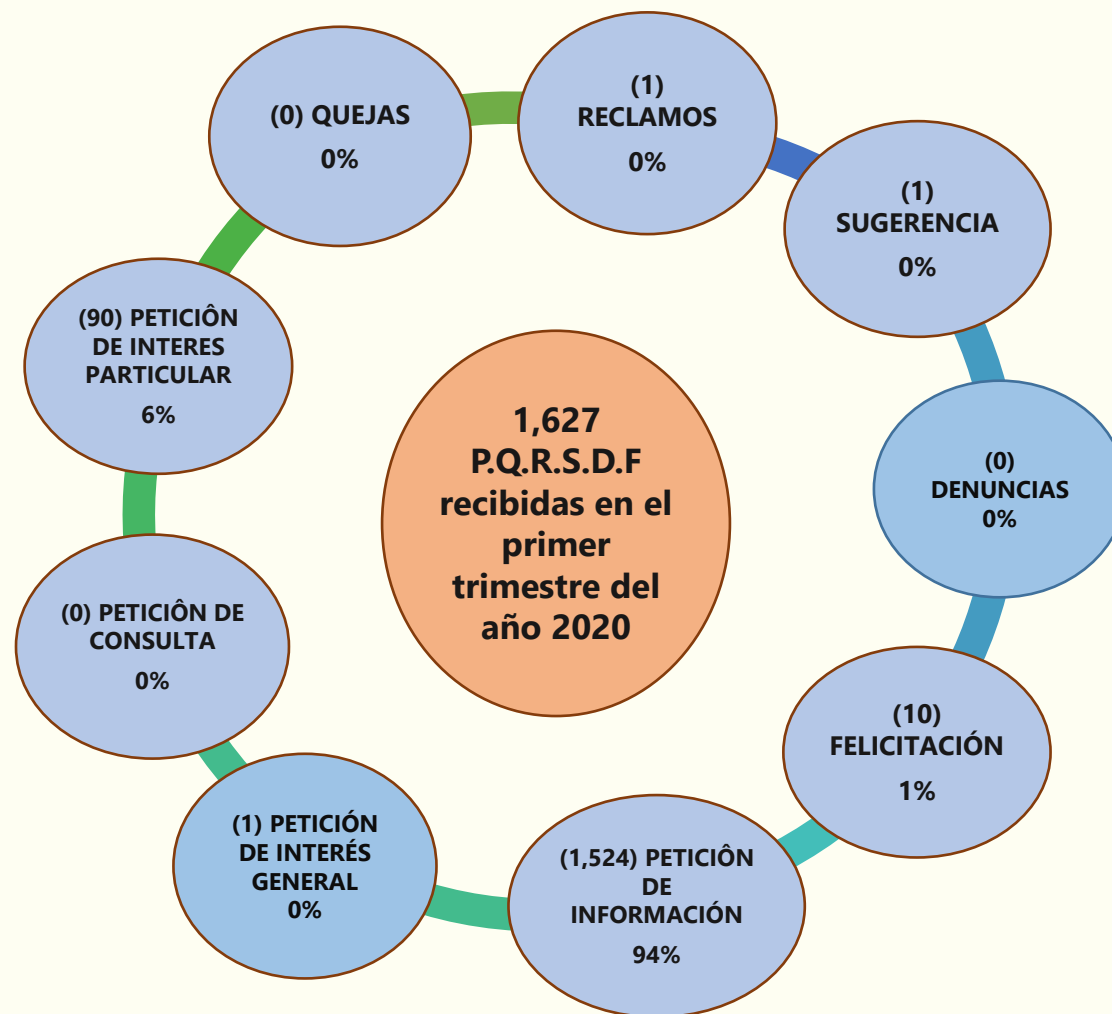 (0) QUEJAS
0%
(1)
RECLAMOS
0%
(1)
SUGERENCIA
0%
(90) PETICIÔN
DE INTERES
PARTICULAR
6%
1,627
P.Q.R.S.D.F
recibidas en el
primer
trimestre del
año 2020
(0)
DENUNCIAS
0%
(0) PETICIÔN DE
CONSULTA
0%
(10)
FELICITACIÓN
1%
(1) PETICIÓN
DE INTERÉS
GENERAL
0%
(1,524) PETICIÓN
DE
INFORMACIÓN
94%